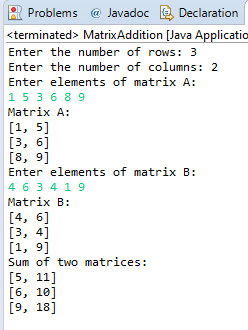 Problems @ Javadoc Declaration
<terminated> MatrixAddition [Java Applicatio
Enter the number of rows: 3
Enter the number of columns: 2
Enter elements of matrix A:
1 5 3 6 8 9
Matrix A:
[1, 5]
[3, 6]
[8, 9]
Enter elements of matrix B:
4 6 3 4 1 9
Matrix B:
[4, 6]
[3, 4]
[1, 9]
Sum of two matrices:
[5, 11]
[6, 10]
[9, 18]